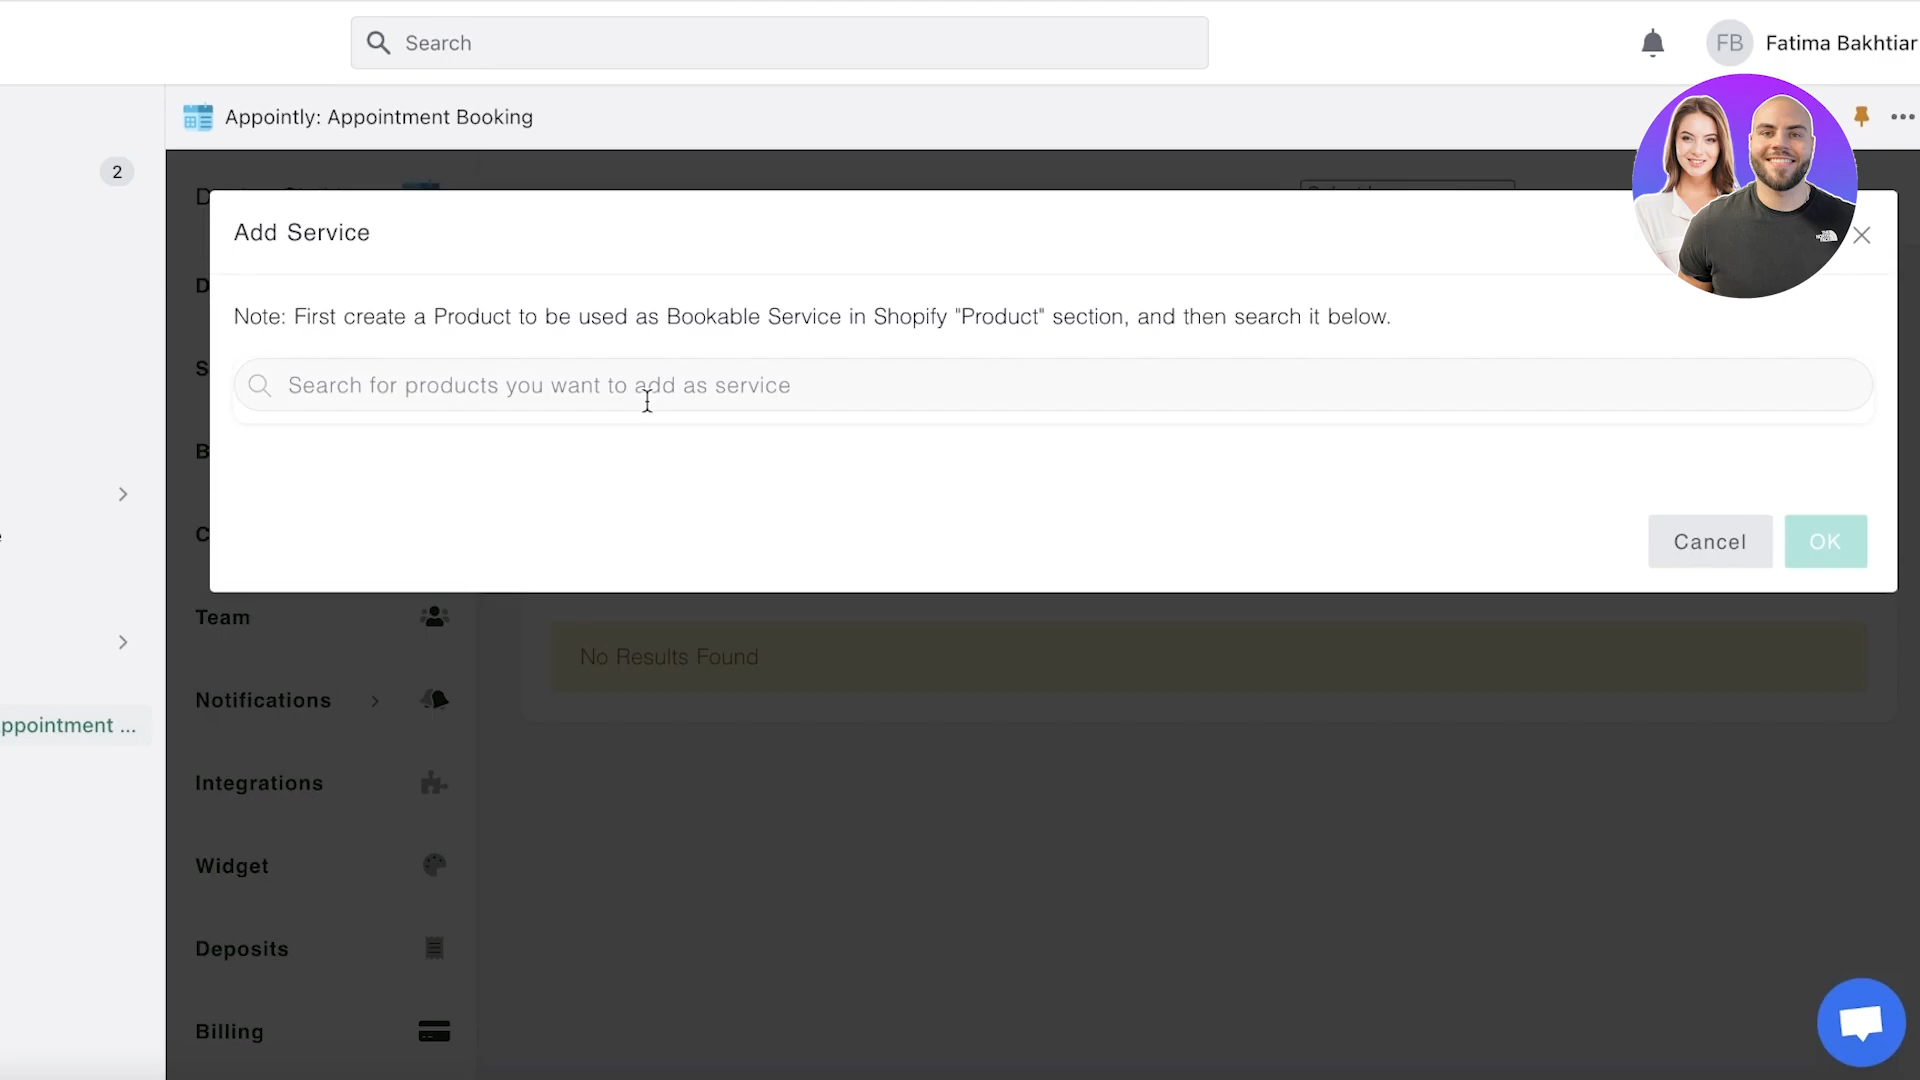 Search
FB
Fatima Bakhtiar
Appointly: Appointment Booking
2
Add Service
Note: First create a Product to be used as Bookable Service in Shopify "Product" section, and then search it below.
Search for products you want to add as service
Cancel
OK
Team
No Results Found
Notifications
ppointment ...
Integrations
Widget
Deposits
Billing